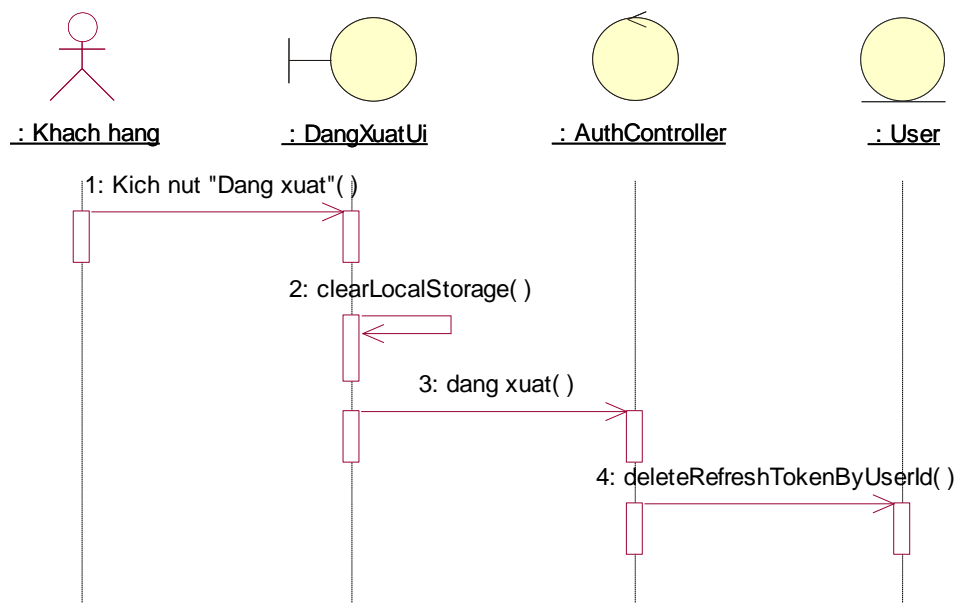 : Khach hang
: DangXuatUi
: AuthController
: User
1: Kich nut "Dang xuat"( )
2: clearLocalStorage( )
3: dang xuat( )
4: deleteRefreshTokenByUserId( )